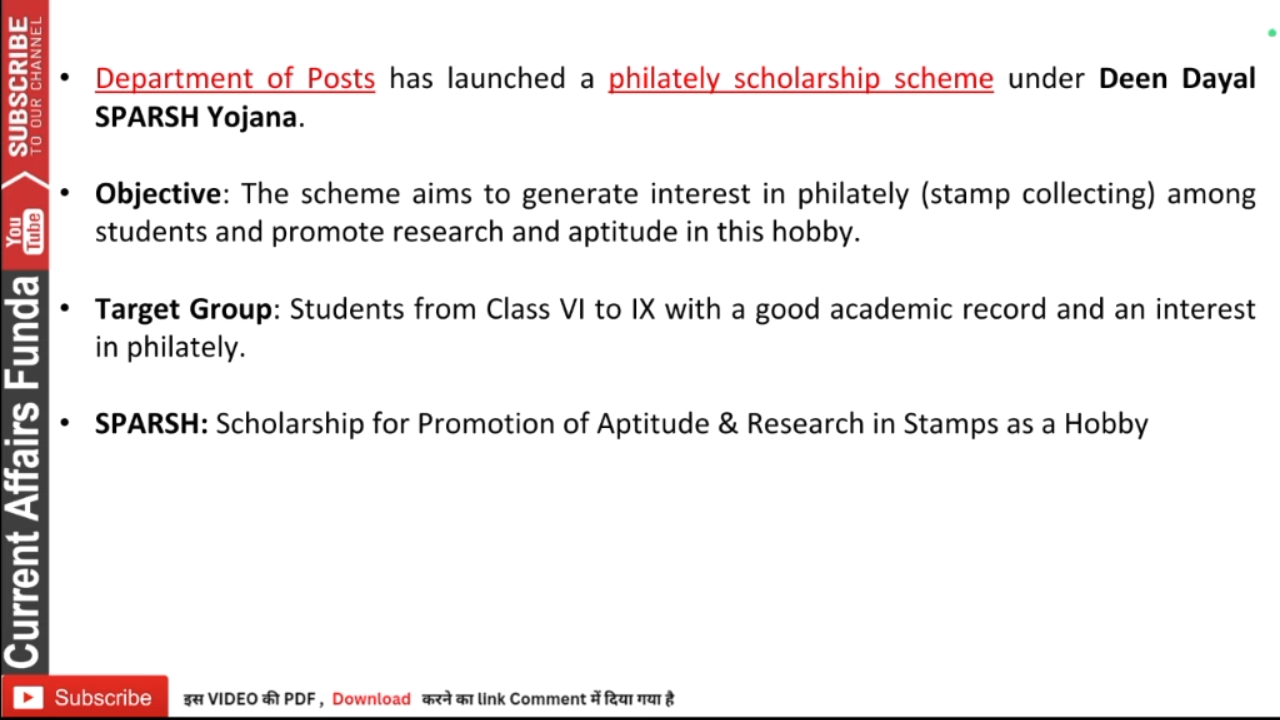 SUBSCRIBE
TO OUR CHANNEL
You
Tube
Current Affairs Funda
• Department of Posts has launched a philately scholarship scheme under Deen Dayal
SPARSH Yojana.
• Objective: The scheme aims to generate interest in philately (stamp collecting) among
students and promote research and aptitude in this hobby.
• Target Group: Students from Class VI to IX with a good academic record and an interest
in philately.
• SPARSH: Scholarship for Promotion of Aptitude & Research in Stamps as a Hobby
Subscribe इस VIDEO की PDF , Download करने का link Comment में दिया गया है